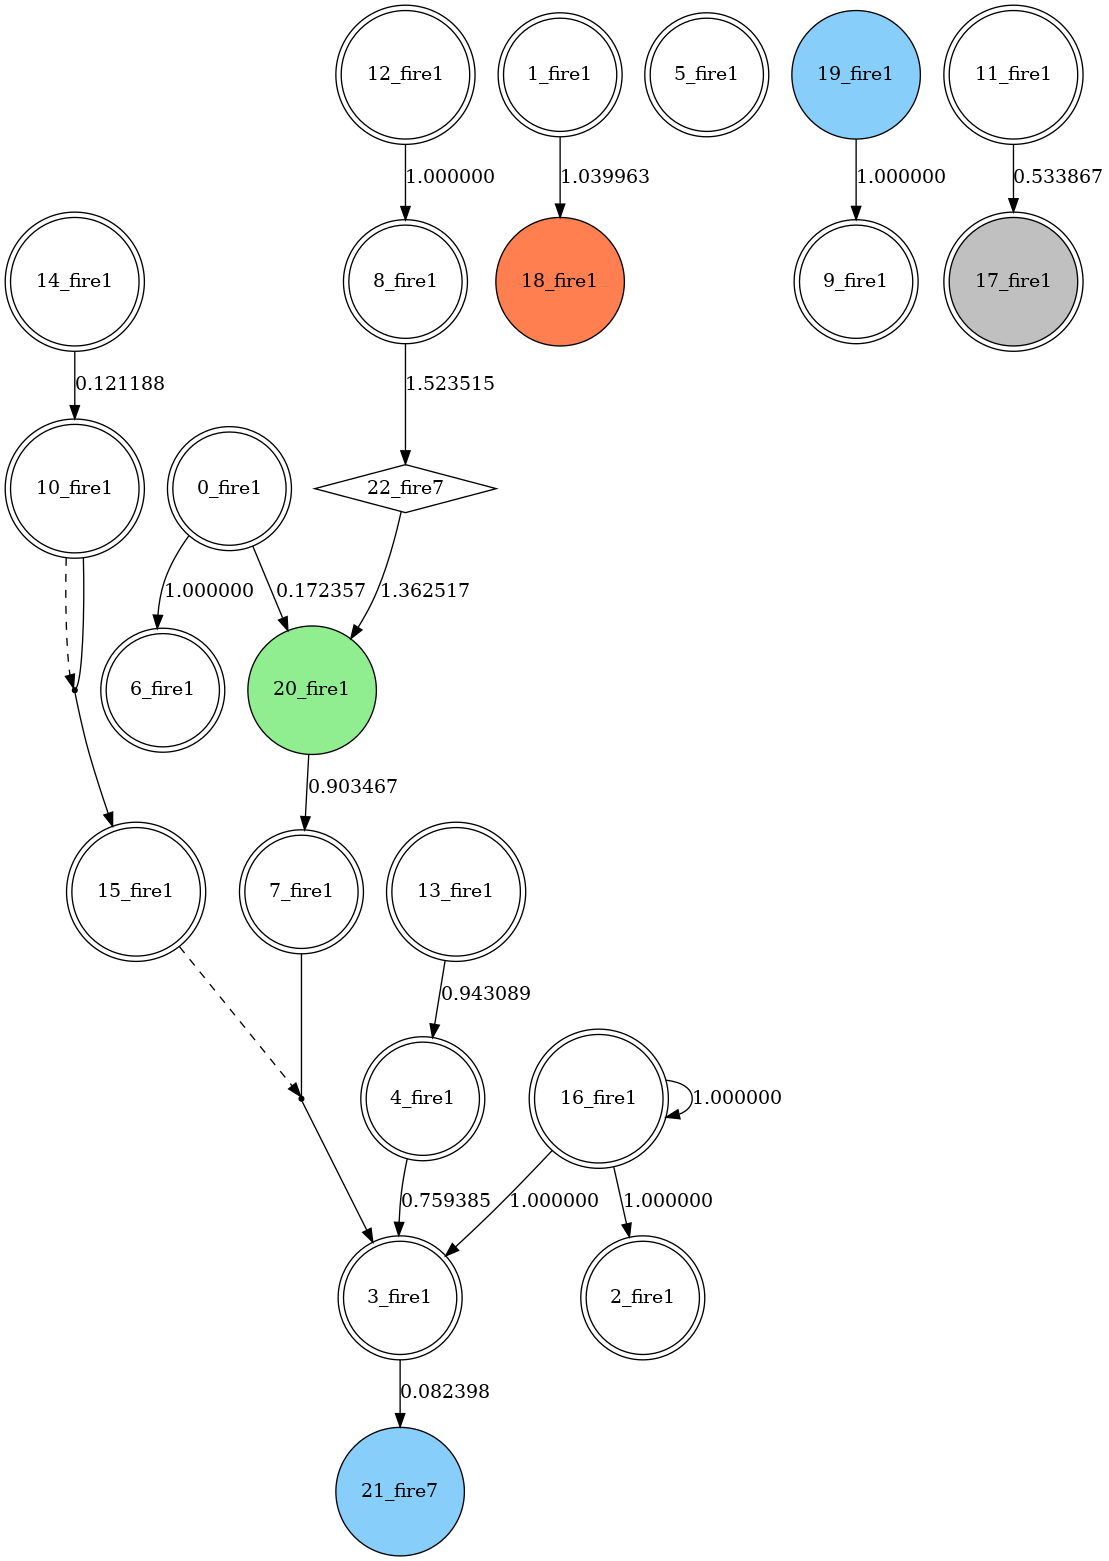 12_fire1
1_fire1
5_fire1
19_fire1
11_fire1
1.000000
1.039963
1.000000
0.533867
14_fire1
8_fire1
18_fire1
9_fire1
17_fire1
0.121188
1.523515
10_fire1
0_fire1
22_fire7
1.000000
0.172357
1.362517
6_fire1
20_fire1
0.903467
15_fire1
7_fire1
13_fire1
0.943089
4_fire1
16_fire1
1.000000
0.759385
1.000000
1.000000
3_fire1
2_fire1
0.082398
21_fire7